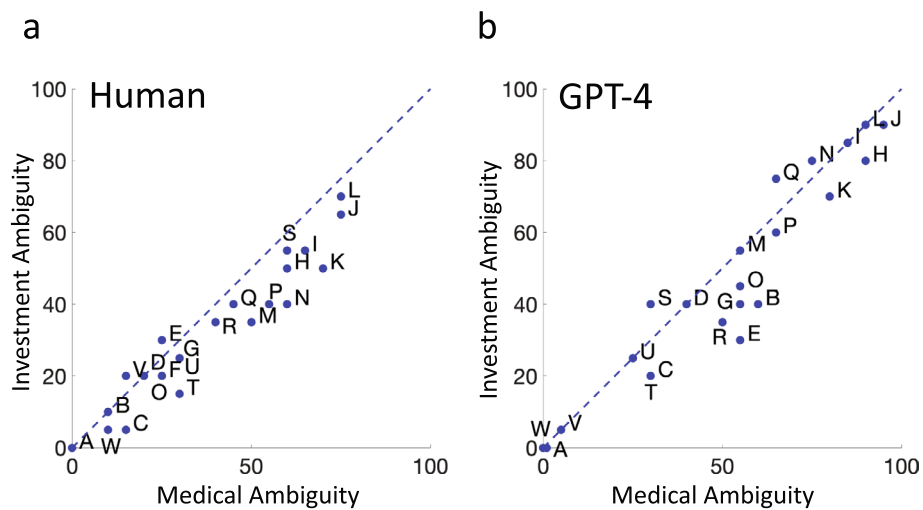 a
Human
100
80
60
40
20
0
Investment Ambiguity
L
J
S
I
H
K
Q
P
N
R
M
E
G
V
D
F
U
O
T
B
C
A
W
0
50
100
Medical Ambiguity
b
GPT-4
100
80
60
40
20
0
Investment Ambiguity
L
J
I
N
H
Q
K
P
M
O
S
D
G
B
R
E
U
C
T
W
V
A
0
50
100
Medical Ambiguity